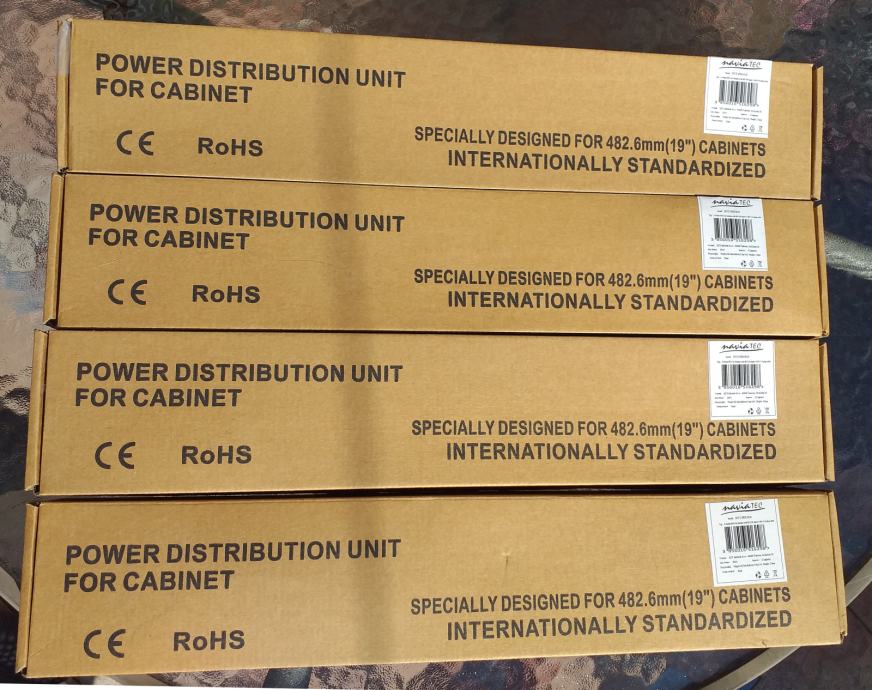 POWER DISTRIBUTION UNIT
FOR CABINET
CE RoHS
naviaTEC
SPECIALLY DESIGNED FOR 482.6mm(19") CABINETS
INTERNATIONALLY STANDARDIZED
POWER DISTRIBUTION UNIT
FOR CABINET
CE RoHS
naviaTEC
SPECIALLY DESIGNED FOR 482.6mm(19") CABINETS
INTERNATIONALLY STANDARDIZED
POWER DISTRIBUTION UNIT
FOR CABINET
CE RoHS
naviaTEC
SPECIALLY DESIGNED FOR 482.6mm(19") CABINETS
INTERNATIONALLY STANDARDIZED
POWER DISTRIBUTION UNIT
FOR CABINET
CE RoHS
naviaTEC
SPECIALLY DESIGNED FOR 482.6mm(19") CABINETS
INTERNATIONALLY STANDARDIZED